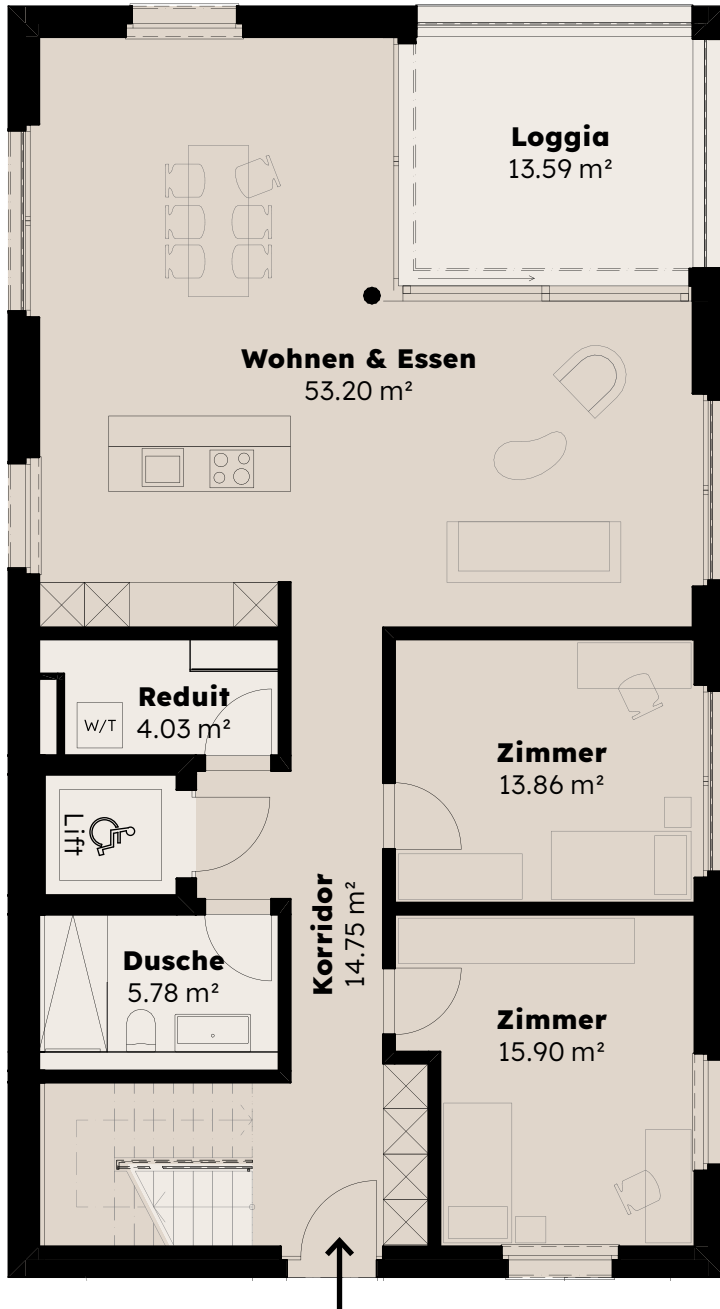 Loggia
13.59 m²
Wohnen & Essen
53.20 m²
Reduit
4.03 m²
W/T
Zimmer
13.86 m²
Lift
Korridor
14.75 m²
Dusche
5.78 m²
Zimmer
15.90 m²